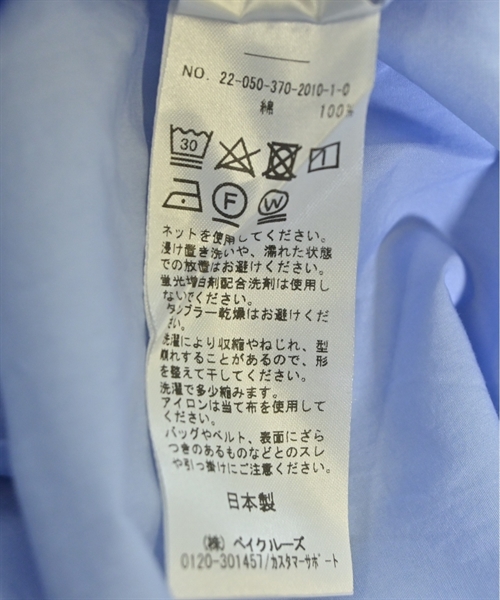 NO. 22-050-370-2010-1-0
綿 100%
30
F W
ネットを使用してください。
浸け置き洗いや、濡れた状態
での放置はお避けください。
蛍光増白剤配合洗剤は使用し
ないでください。
タンブラー乾燥はお避けくだ
さい。
洗濯により収縮やねじれ、型
崩れすることがあるので、形
を整えて干してください。
洗濯で多少縮みます。
アイロンは当て布を使用して
ください。
バッグやベルト、表面にざら
つきのあるものなどとのスレ
や引っ掛けにご注意ください。
日本製
(株) ベイクルーズ
0120-301457/カスタマーサポート